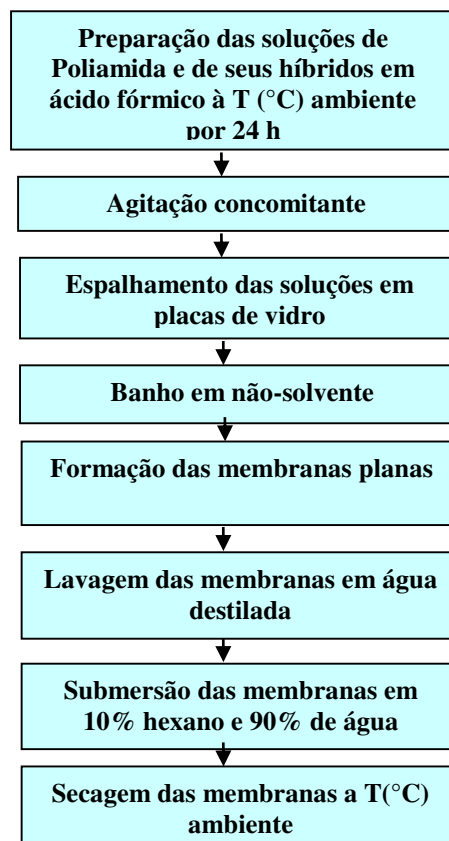 Preparação das soluções de
Poliamida e de seus híbridos em
ácido fórmico à T (°C) ambiente
por 24 h
Agitação concomitante
Espalhamento das soluções em
placas de vidro
Banho em não-solvente
Formação das membranas planas
Lavagem das membranas em água
destilada
Submersão das membranas em
10% hexano e 90% de água
Secagem das membranas a T(°C)
ambiente